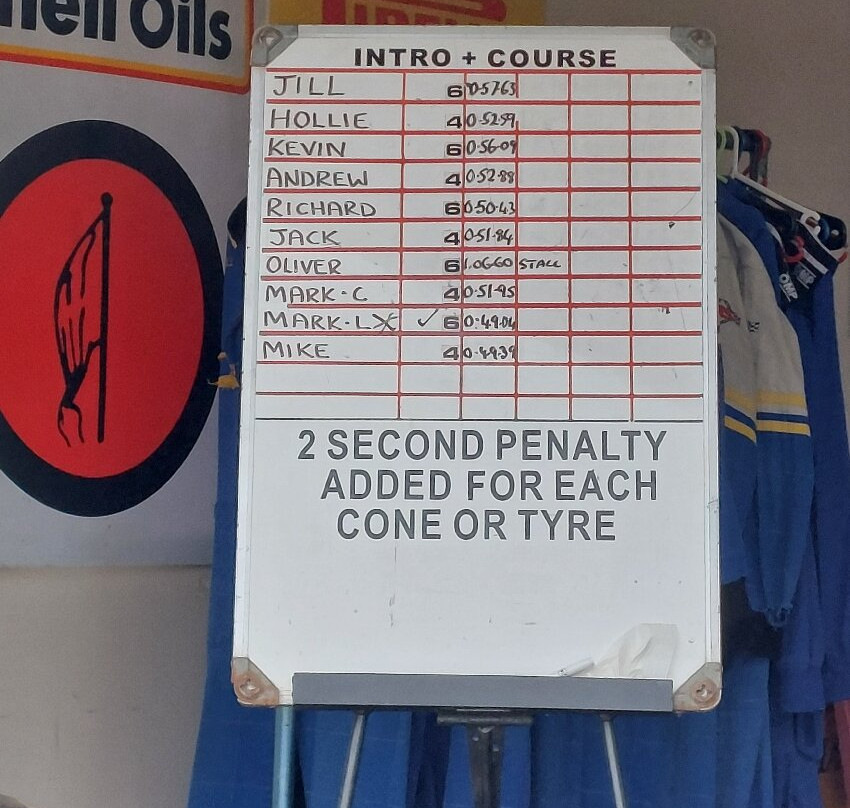 hell Oils
INTRO + COURSE
JILL 6 0·57·63
HOLLIE 4 0·52·59
KEVIN 6 0·56·09
ANDREW 4 0·52·88
RICHARD 6 0·50·43
JACK 4 0·51·84
OLIVER 6 1·06·60 STALL
MARK·C 4 0·51·95
MARK·LX ✓ 6 0·49·04
MIKE 4 0·49·39
2 SECOND PENALTY
ADDED FOR EACH
CONE OR TYRE
OMP